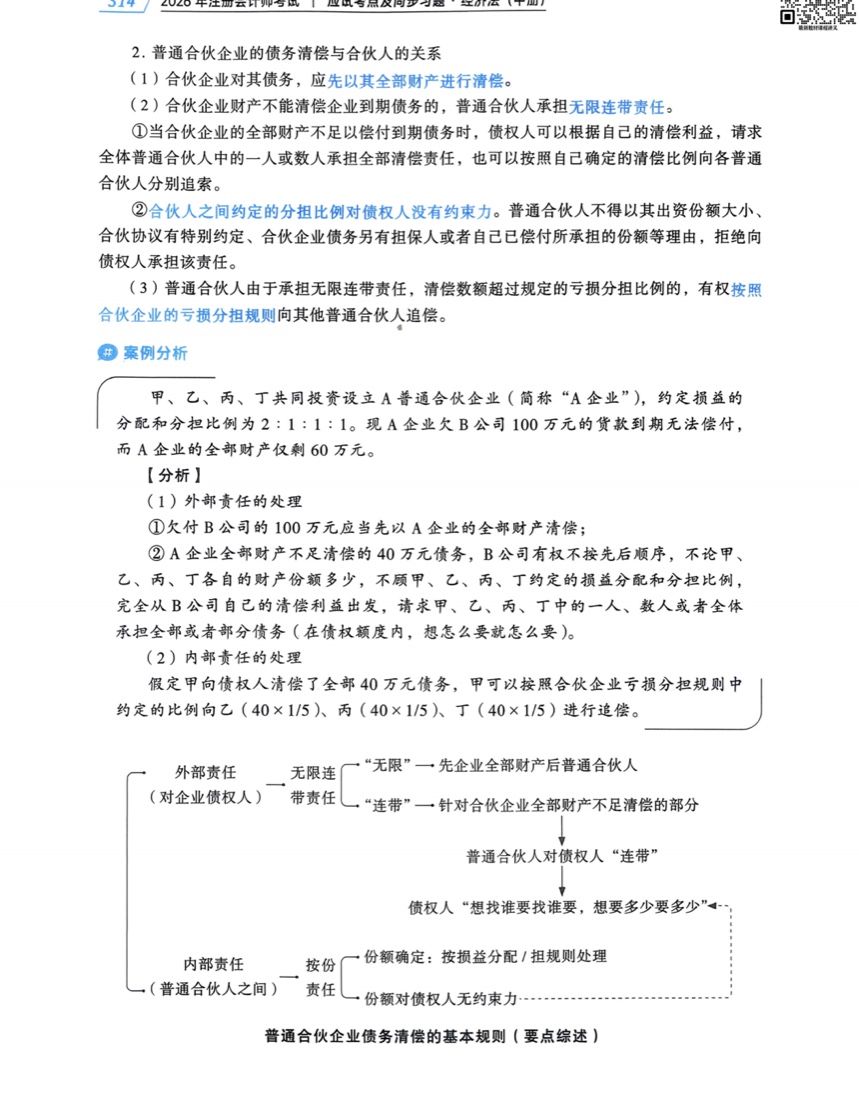 314 2026 年注册会计师考试 | 应试考点及同步习题·经济法(中册)
2. 普通合伙企业的债务清偿与合伙人的关系
（1）合伙企业对其债务，应先以其全部财产进行清偿。
（2）合伙企业财产不能清偿企业到期债务的，普通合伙人承担无限连带责任。
①当合伙企业的全部财产不足以偿付到期债务时，债权人可以根据自己的清偿利益，请求
全体普通合伙人中的一人或数人承担全部清偿责任，也可以按照自己确定的清偿比例向各普通
合伙人分别追索。
②合伙人之间约定的分担比例对债权人没有约束力。普通合伙人不得以其出资份额大小、
合伙协议有特别约定、合伙企业债务另有担保人或者自己已偿付所承担的份额等理由，拒绝向
债权人承担该责任。
（3）普通合伙人由于承担无限连带责任，清偿数额超过规定的亏损分担比例的，有权按照
合伙企业的亏损分担规则向其他普通合伙人追偿。
# 案例分析
甲、乙、丙、丁共同投资设立 A 普通合伙企业（简称“A 企业”），约定损益的
分配和分担比例为 2：1：1：1。现 A 企业欠 B 公司 100 万元的货款到期无法偿付，
而 A 企业的全部财产仅剩 60 万元。
【分析】
（1）外部责任的处理
①欠付 B 公司的 100 万元应当先以 A 企业的全部财产清偿；
② A 企业全部财产不足清偿的 40 万元债务，B 公司有权不按先后顺序，不论甲、
乙、丙、丁各自的财产份额多少，不顾甲、乙、丙、丁约定的损益分配和分担比例，
完全从 B 公司自己的清偿利益出发，请求甲、乙、丙、丁中的一人、数人或者全体
承担全部或者部分债务（在债权额度内，想怎么要就怎么要）。
（2）内部责任的处理
假定甲向债权人清偿了全部 40 万元债务，甲可以按照合伙企业亏损分担规则中
约定的比例向乙（40×1/5）、丙（40×1/5）、丁（40×1/5）进行追偿。
外部责任
（对企业债权人）
无限连
带责任
“无限” 先企业全部财产后普通合伙人
“连带” 针对合伙企业全部财产不足清偿的部分
普通合伙人对债权人“连带”
债权人“想找谁要找谁要，想要多少要多少”
内部责任
（普通合伙人之间）
按份
责任
份额确定：按损益分配 / 担规则处理
份额对债权人无约束力
普通合伙企业债务清偿的基本规则（要点综述）